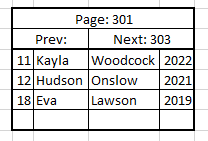 Page: 301
Prev: Next: 303
11 Kayla Woodcock 2022
12 Hudson Onslow 2021
18 Eva Lawson 2019